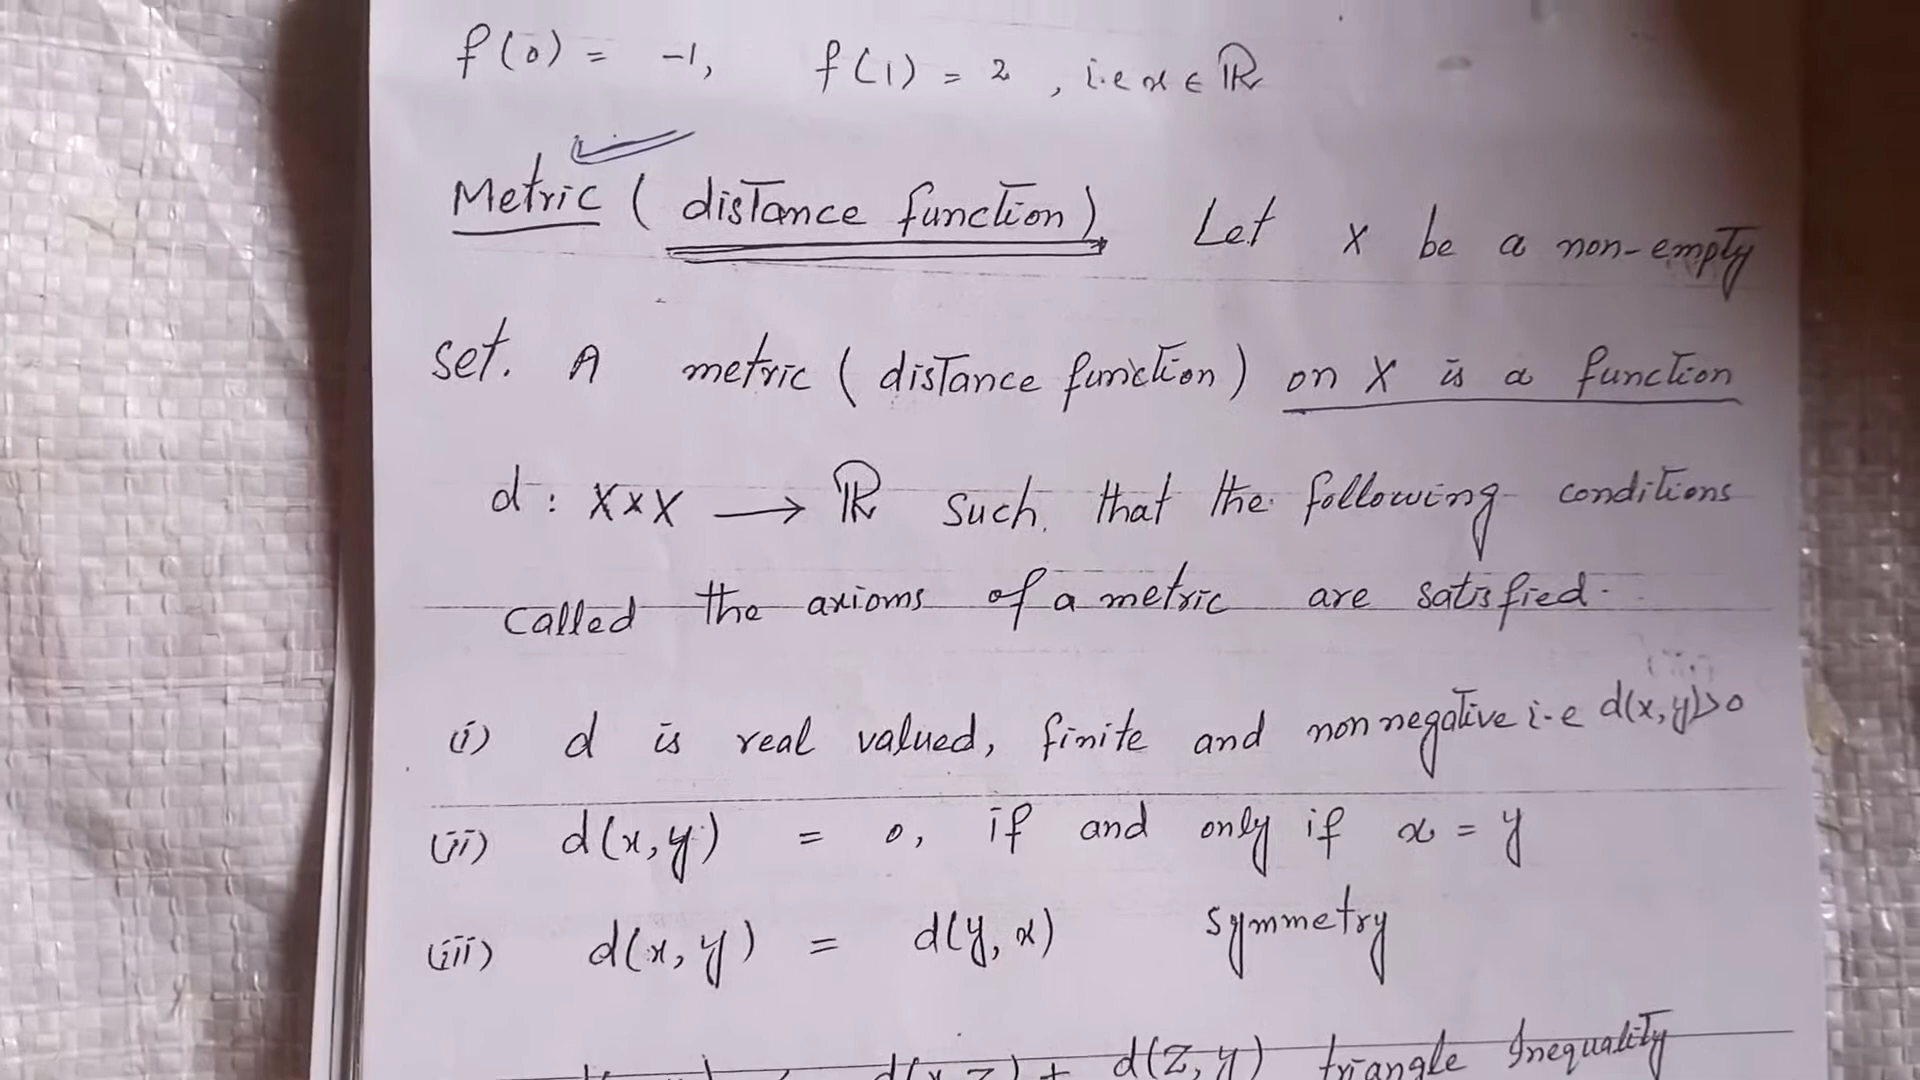 f(0) = -1, f(1) = 2, i.e x ∈ ℝ
Metric (distance function) Let X be a non-empty
set. A metric (distance function) on X is a function
d : X×X ⟶ ℝ such that the following conditions
called the axioms of a metric are satisfied.
(i) d is real valued, finite and non negative i-e d(x,y)>0
(ii) d(x,y) = 0, if and only if x = y
(iii) d(x,y) = d(y,x) symmetry
d(x,z) + d(z,y) triangle Inequality